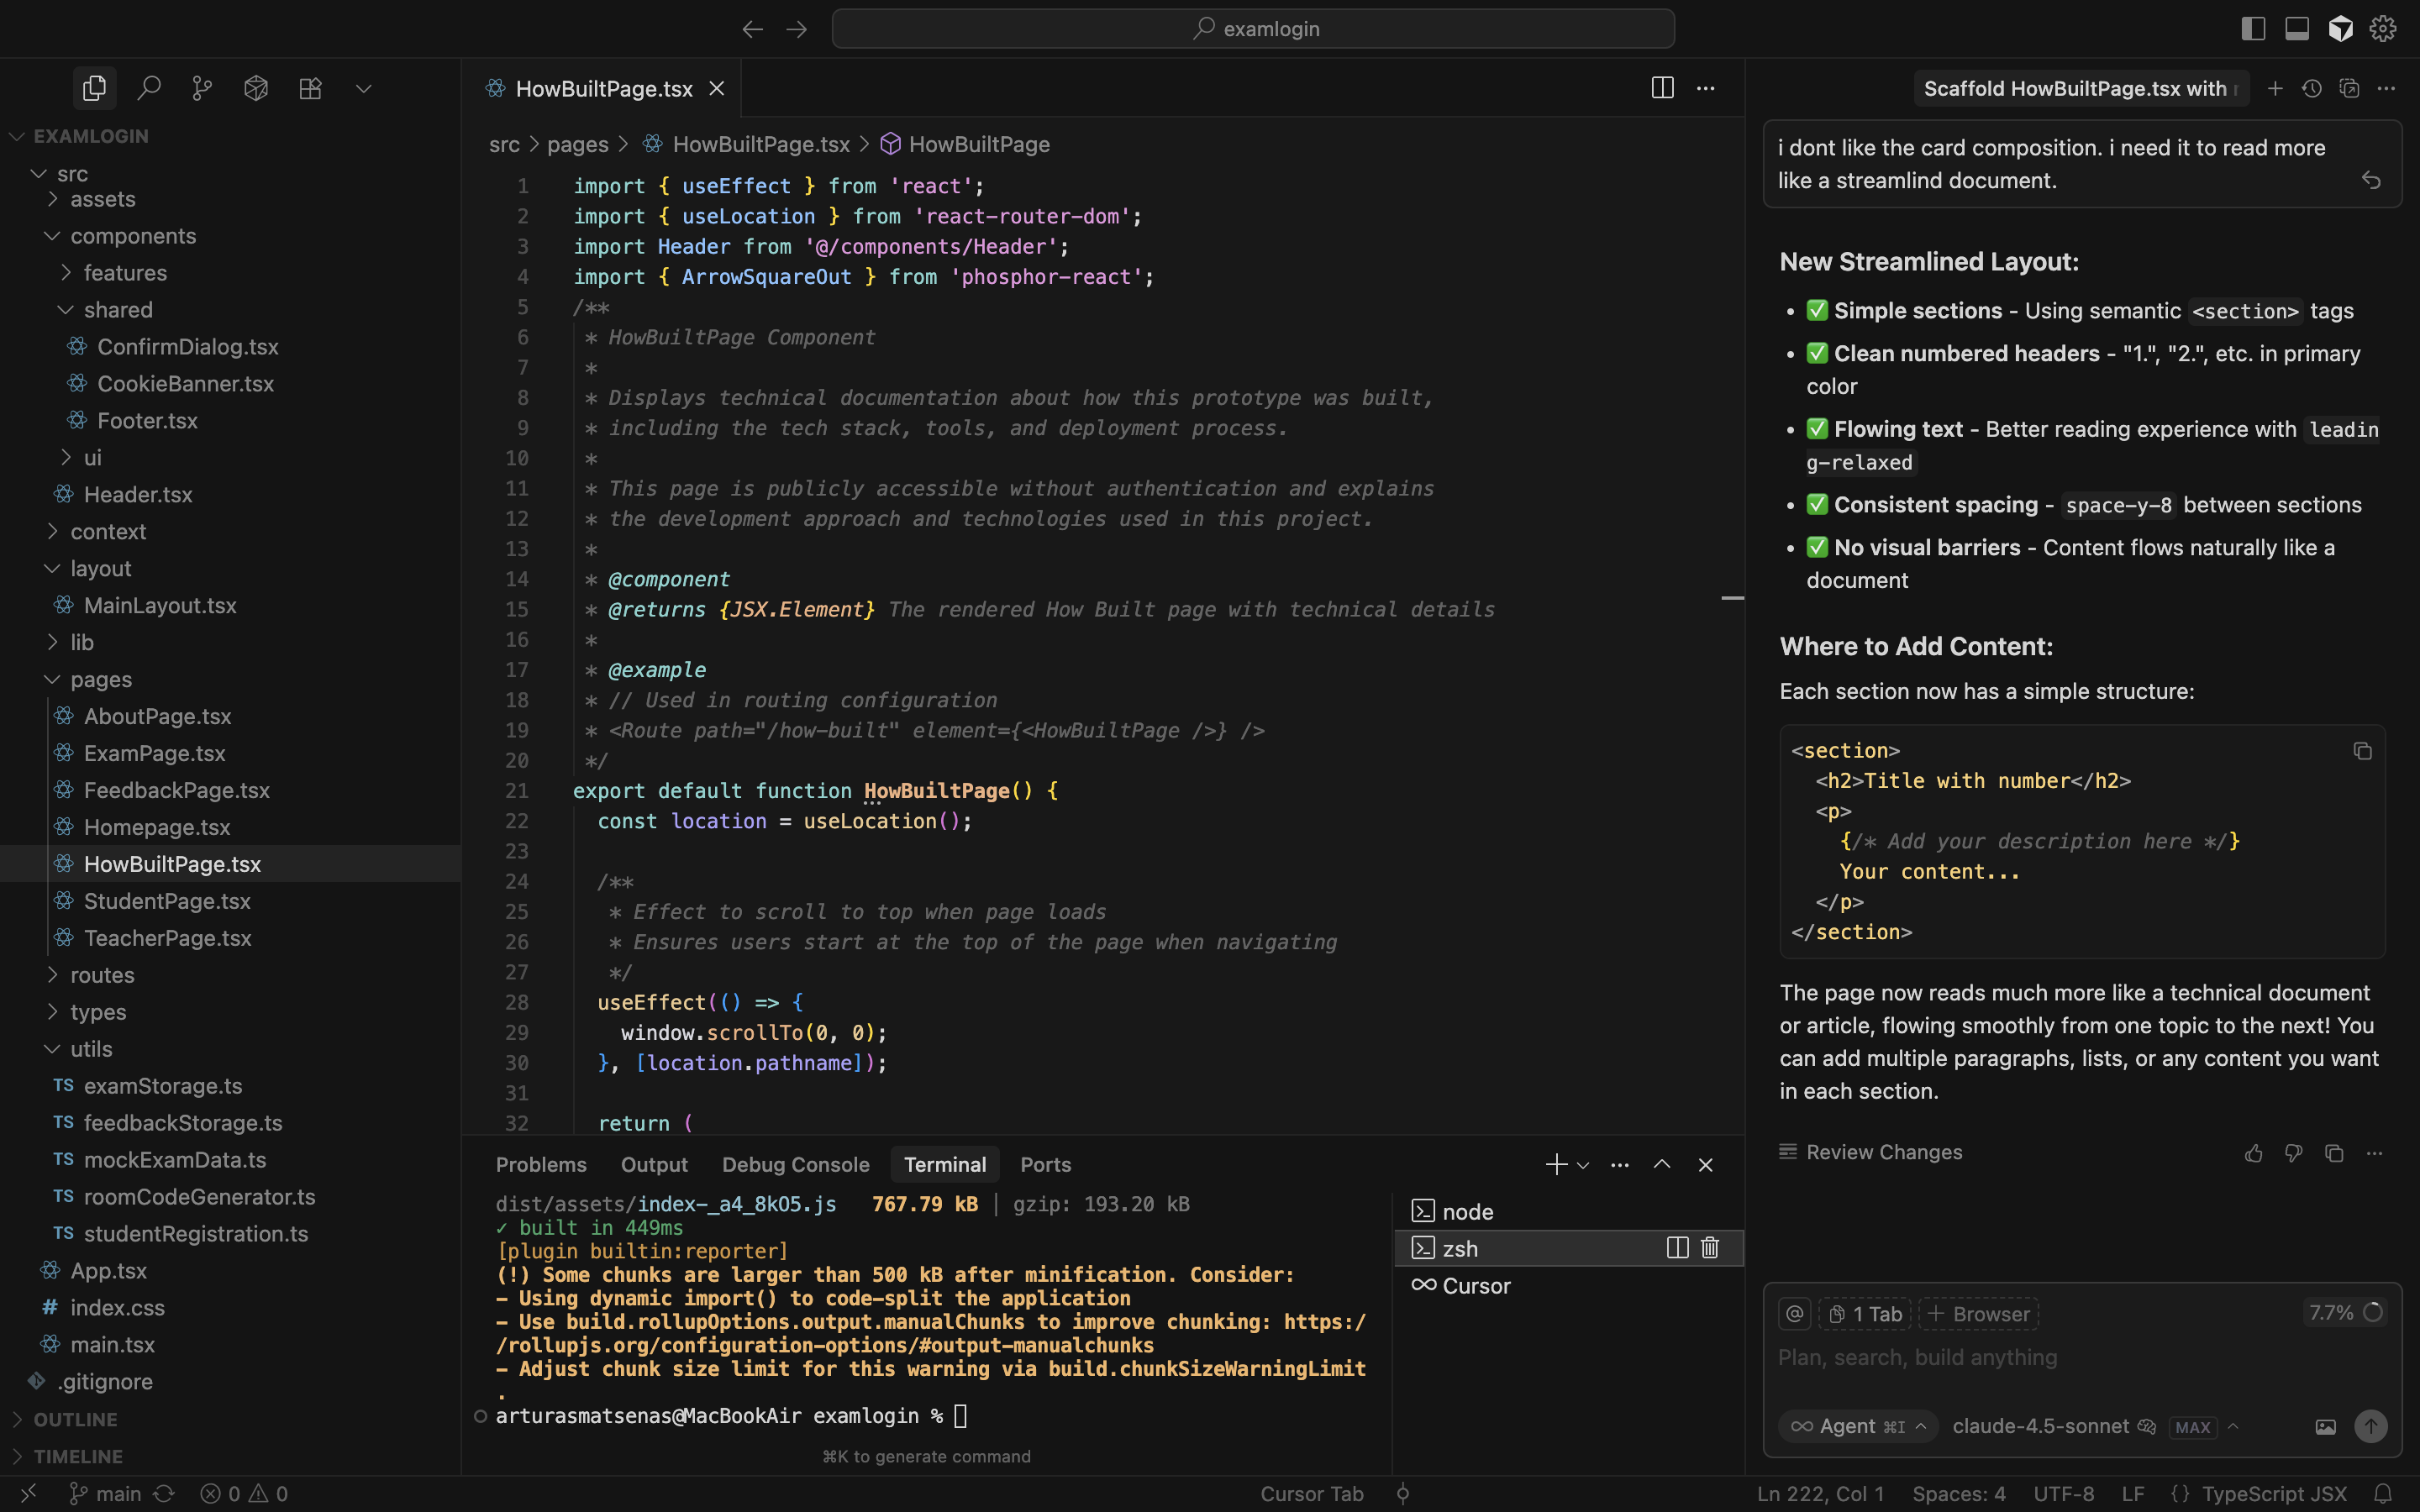 examlogin
EXAMLOGIN
src
assets
components
features
shared
ConfirmDialog.tsx
CookieBanner.tsx
Footer.tsx
ui
Header.tsx
context
layout
MainLayout.tsx
lib
pages
AboutPage.tsx
ExamPage.tsx
FeedbackPage.tsx
Homepage.tsx
HowBuiltPage.tsx
StudentPage.tsx
TeacherPage.tsx
routes
types
utils
TS examStorage.ts
TS feedbackStorage.ts
TS mockExamData.ts
TS roomCodeGenerator.ts
TS studentRegistration.ts
App.tsx
# index.css
main.tsx
.gitignore
OUTLINE
TIMELINE
HowBuiltPage.tsx
src > pages > HowBuiltPage.tsx > HowBuiltPage
1 import { useEffect } from 'react';
2 import { useLocation } from 'react-router-dom';
3 import Header from '@/components/Header';
4 import { ArrowSquareOut } from 'phosphor-react';
5 /**
6 * HowBuiltPage Component
7 *
8 * Displays technical documentation about how this prototype was built,
9 * including the tech stack, tools, and deployment process.
10 *
11 * This page is publicly accessible without authentication and explains
12 * the development approach and technologies used in this project.
13 *
14 * @component
15 * @returns {JSX.Element} The rendered How Built page with technical details
16 *
17 * @example
18 * // Used in routing configuration
19 * <Route path="/how-built" element={<HowBuiltPage />} />
20 */
21 export default function HowBuiltPage() {
22 const location = useLocation();
23
24 /**
25 * Effect to scroll to top when page loads
26 * Ensures users start at the top of the page when navigating
27 */
28 useEffect(() => {
29 window.scrollTo(0, 0);
30 }, [location.pathname]);
31
32 return (
Problems Output Debug Console Terminal Ports
dist/assets/index-_a4_8kO5.js 767.79 kB | gzip: 193.20 kB
✓ built in 449ms
[plugin builtin:reporter]
(!) Some chunks are larger than 500 kB after minification. Consider:
- Using dynamic import() to code-split the application
- Use build.rollupOptions.output.manualChunks to improve chunking: https:/
/rollupjs.org/configuration-options/#output-manualchunks
- Adjust chunk size limit for this warning via build.chunkSizeWarningLimit
.
arturasmatsenas@MacBookAir examlogin %
⌘K to generate command
node
zsh
Cursor
Scaffold HowBuiltPage.tsx with
i dont like the card composition. i need it to read more
like a streamlind document.
New Streamlined Layout:
• ✅ Simple sections - Using semantic <section> tags
• ✅ Clean numbered headers - "1.", "2.", etc. in primary
color
• ✅ Flowing text - Better reading experience with leadin
g-relaxed
• ✅ Consistent spacing - space-y-8 between sections
• ✅ No visual barriers - Content flows naturally like a
document
Where to Add Content:
Each section now has a simple structure:
<section>
<h2>Title with number</h2>
<p>
{/* Add your description here */}
Your content...
</p>
</section>
The page now reads much more like a technical document
or article, flowing smoothly from one topic to the next! You
can add multiple paragraphs, lists, or any content you want
in each section.
Review Changes
@ 1 Tab + Browser 7.7%
Plan, search, build anything
∞ Agent ⌘I claude-4.5-sonnet MAX
main 0 0 Cursor Tab Ln 222, Col 1 Spaces: 4 UTF-8 LF {} TypeScript JSX